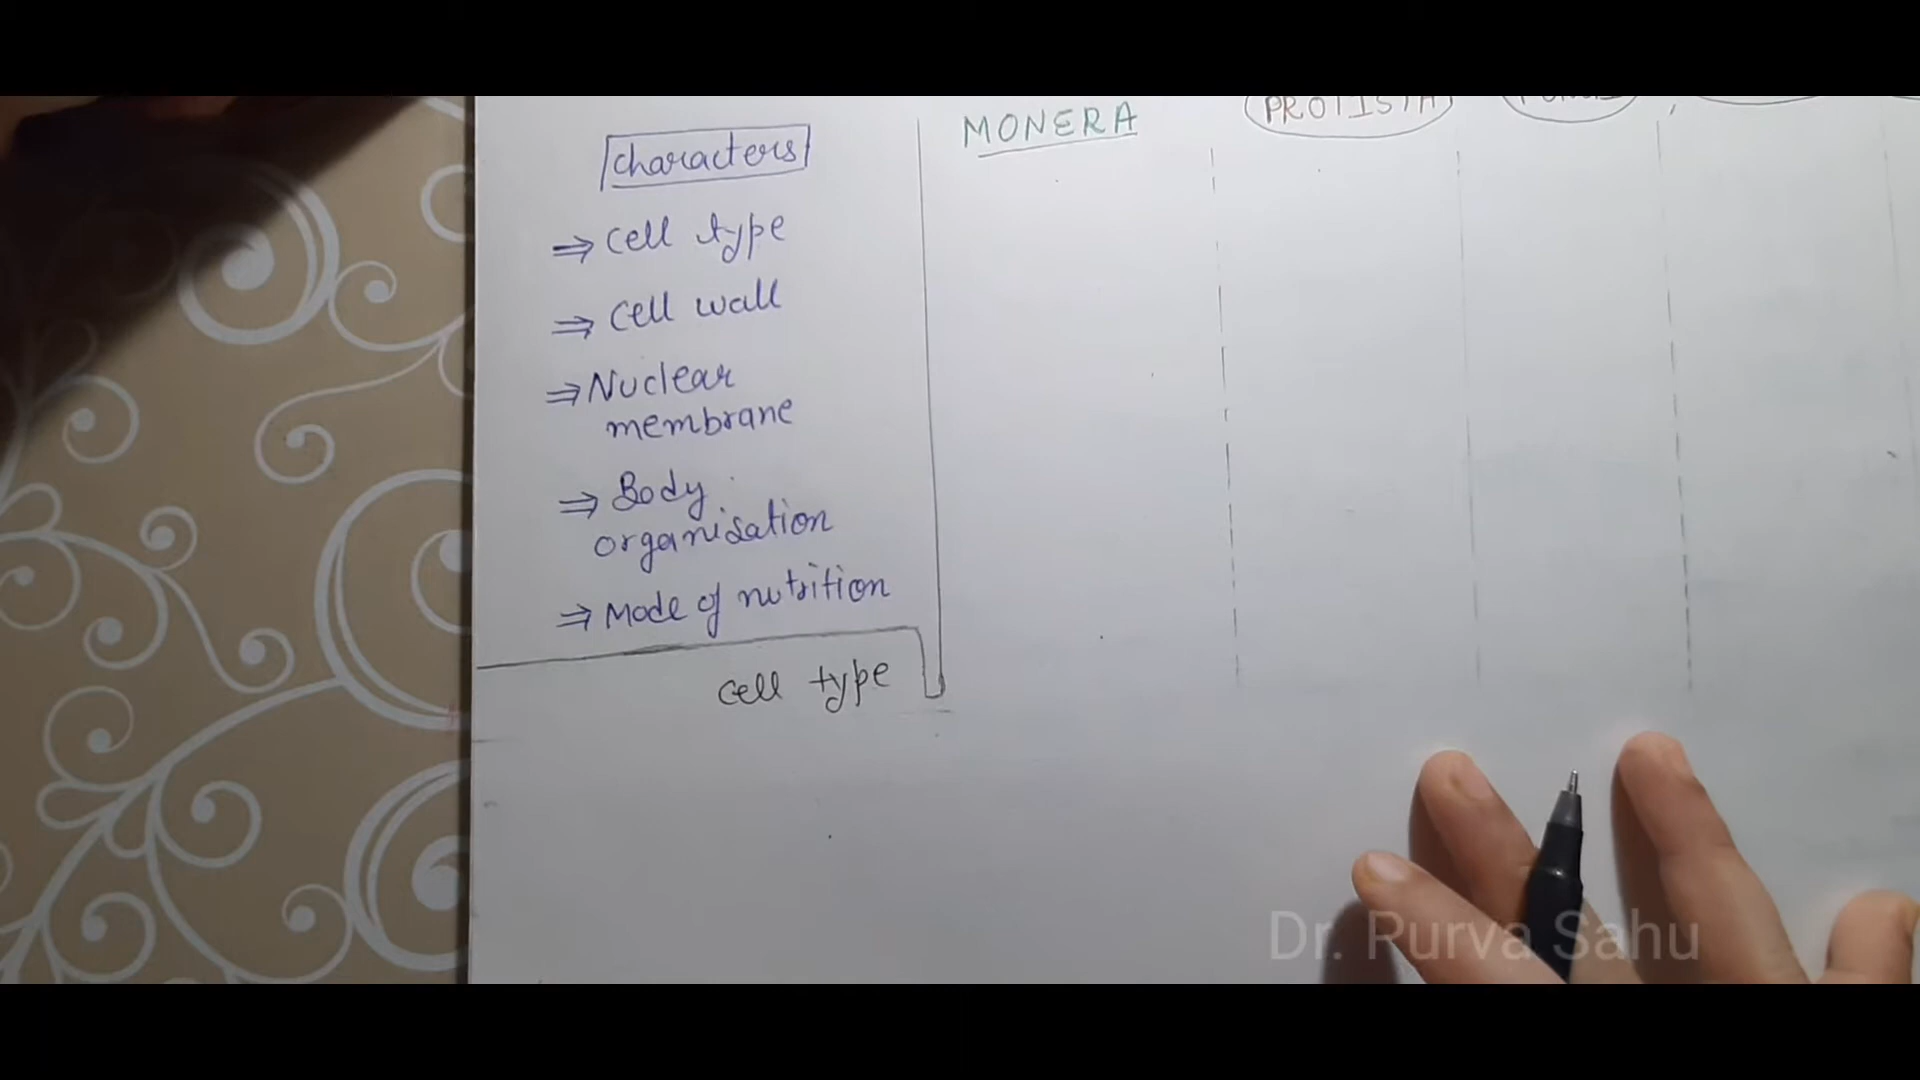 characters
MONERA
PROTISTA
⇒ Cell type
⇒ Cell wall
⇒ Nuclear
membrane
⇒ Body
organisation
⇒ Mode of nutrition
Cell type
Dr. Purva Sahu